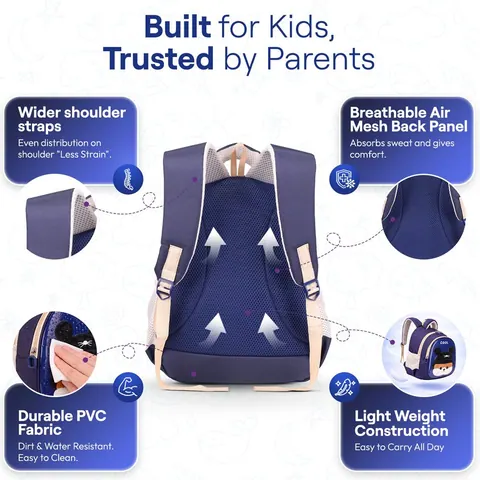 Built for Kids,
Trusted by Parents
Wider shoulder
straps
Even distribution on
shoulder "Less Strain".
Breathable Air
Mesh Back Panel
Absorbs sweat and gives
comfort.
Durable PVC
Fabric
Dirt & Water Resistant.
Easy to Clean.
Light Weight
Construction
Easy to Carry All Day